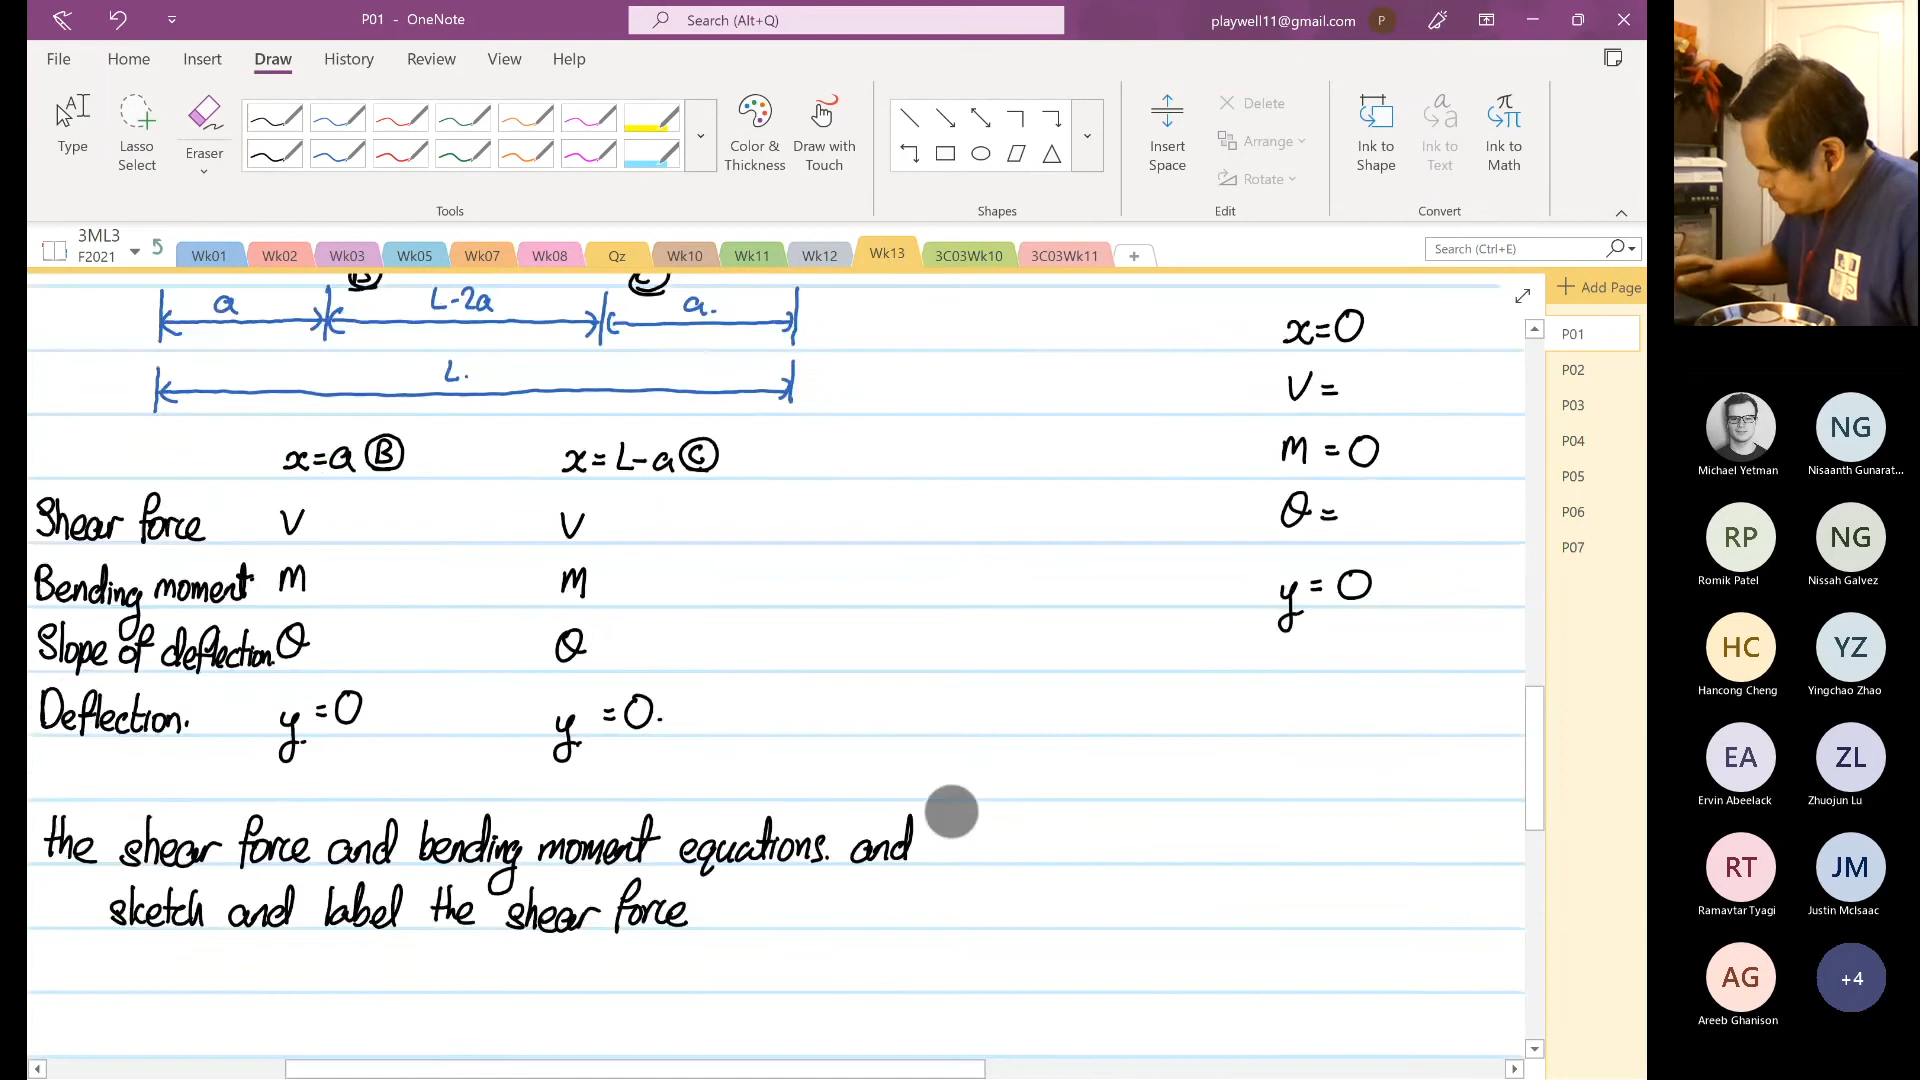 P01 - OneNote
Search (Alt+Q)
playwell11@gmail.com
P
File Home Insert Draw History Review View Help
Type
Lasso Select
Eraser
Color & Thickness
Draw with Touch
Insert Space
Delete
Arrange
Rotate
Ink to Shape
Ink to Text
Ink to Math
Tools
Shapes
Edit
Convert
3ML3
F2021
Wk01 Wk02 Wk03 Wk05 Wk07 Wk08 Qz Wk10 Wk11 Wk12 Wk13 3C03Wk10 3C03Wk11
Search (Ctrl+E)
Add Page
P01
P02
P03
P04
P05
P06
P07
a L-2a a.
L.
x=a Ⓑ x=L-a Ⓒ
Shear force V V
Bending moment M M
Slope of deflection. θ θ
Deflection. y=0 y=0.
the shear force and bending moment equations. and
sketch and label the shear force
x=0
V=
M=0
θ=
y=0
Michael Yetman
NG
Nisaanth Gunarat...
RP
Romik Patel
NG
Nissah Galvez
HC
Hancong Cheng
YZ
Yingchao Zhao
EA
Ervin Abeelack
ZL
Zhuojun Lu
RT
Ramavtar Tyagi
JM
Justin McIsaac
AG
Areeb Ghanison
+4